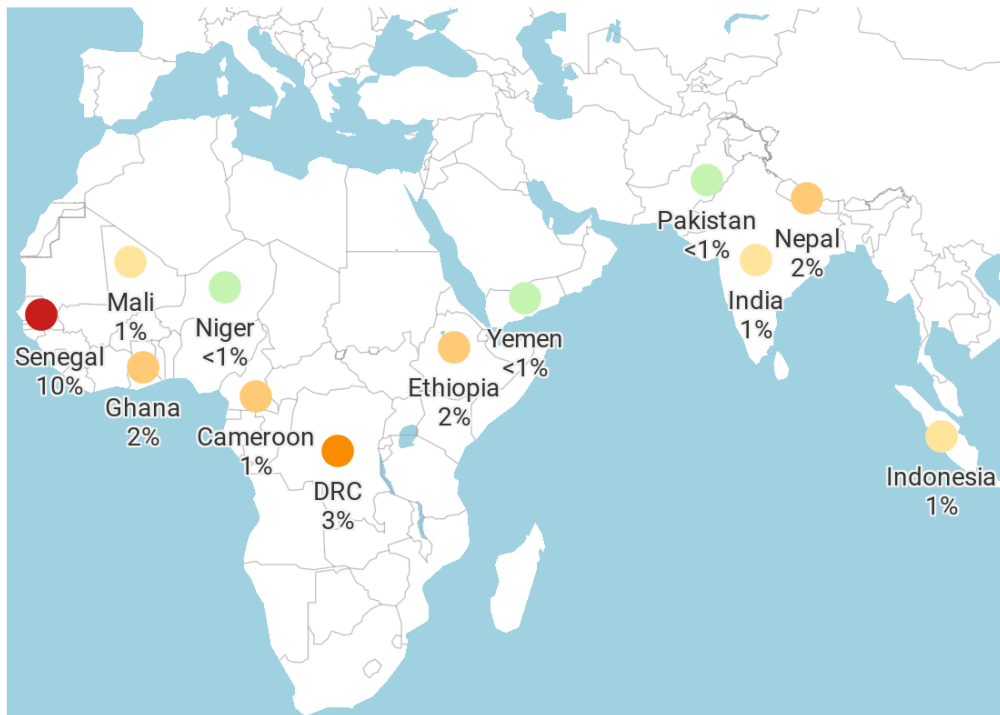 Pakistan
<1%
Nepal
2%
Mali
1%
India
1%
Niger
<1%
Yemen
<1%
Senegal
10%
Ethiopia
2%
Ghana
2%
Cameroon
1%
Indonesia
1%
DRC
3%